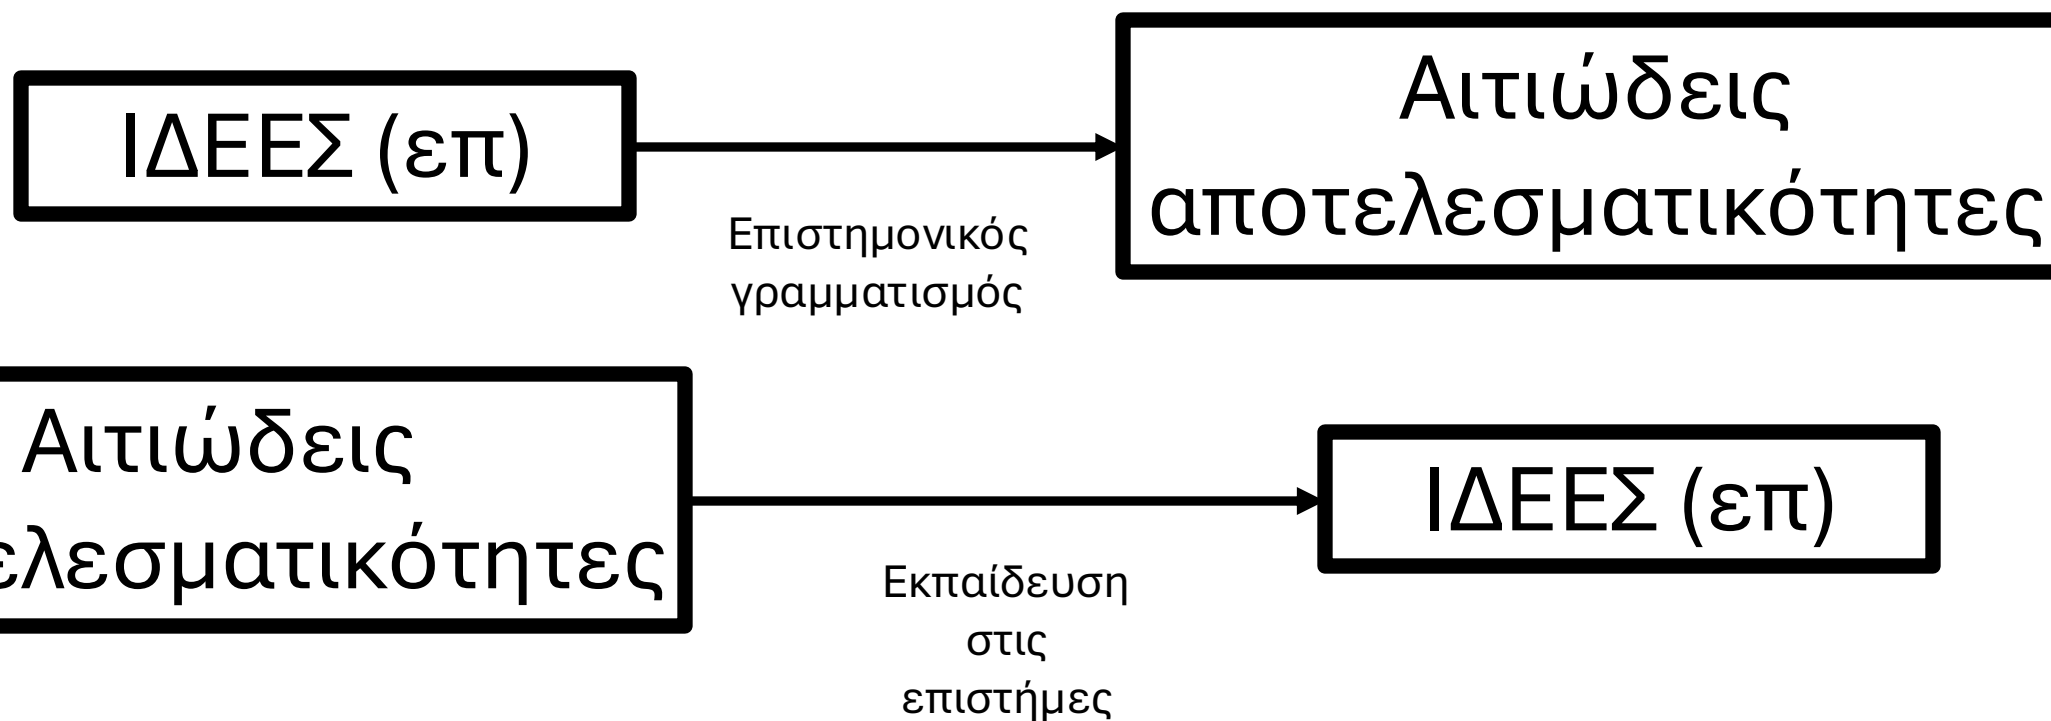 ΙΔΕΕΣ (επ)
Αιτιώδεις
αποτελεσματικότητες
Επιστημονικός
γραμματισμός
Αιτιώδεις
ελεσματικότητες
ΙΔΕΕΣ (επ)
Εκπαίδευση
στις
επιστήμες